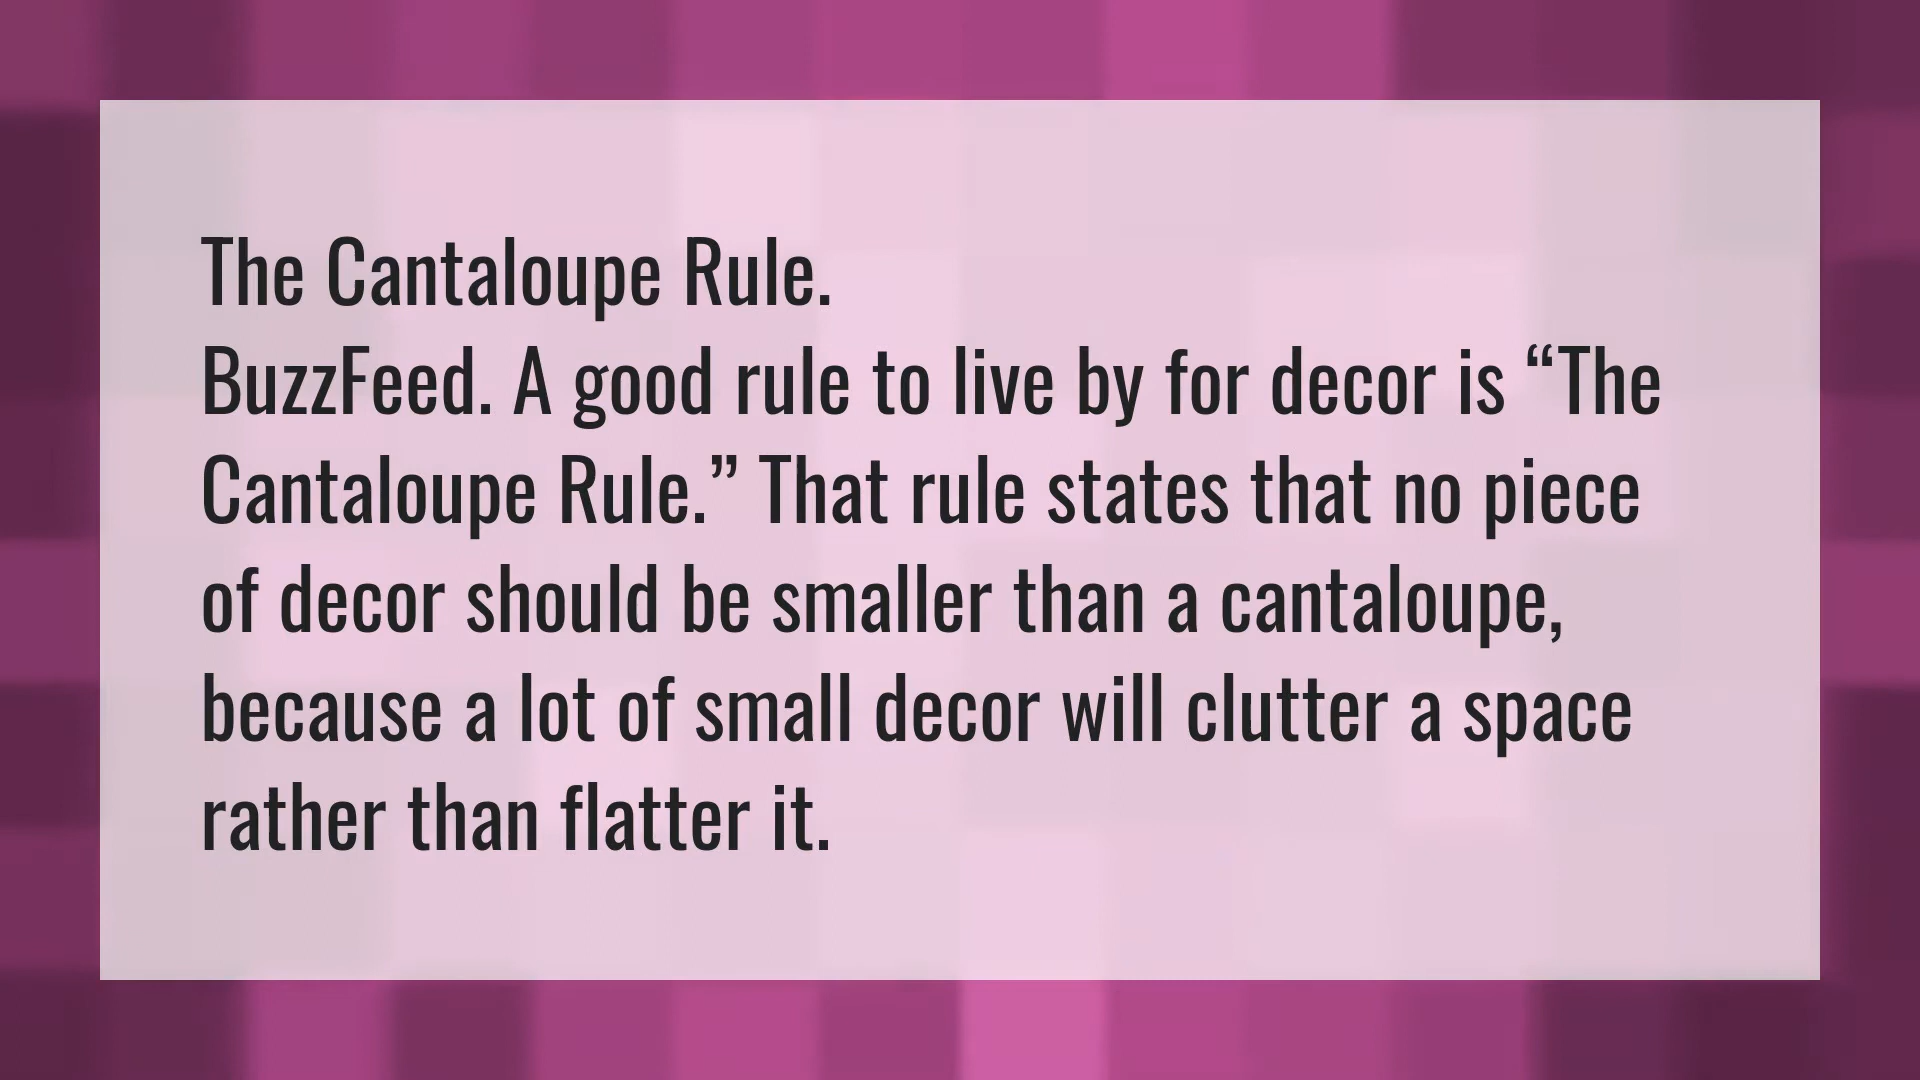 The Cantaloupe Rule.
BuzzFeed. A good rule to live by for decor is “The
Cantaloupe Rule.” That rule states that no piece
of decor should be smaller than a cantaloupe,
because a lot of small decor will clutter a space
rather than flatter it.